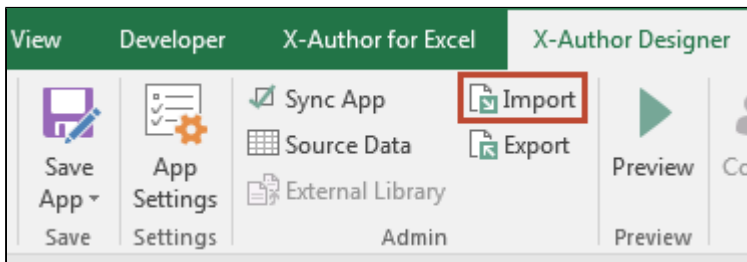 View Developer X-Author for Excel X-Author Designer
Sync App Import
Source Data Export
Save App ▾
App Settings
External Library
Preview
Co
Save Settings Admin Preview